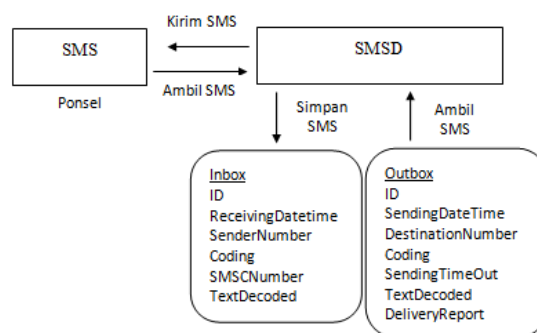 Kirim SMS
SMS
SMSD
Ambil SMS
Ponsel
Simpan
SMS
Ambil
SMS
Inbox
ID
ReceivingDatetime
SenderNumber
Coding
SMSCNumber
TextDecoded
Outbox
ID
SendingDateTime
DestinationNumber
Coding
SendingTimeOut
TextDecoded
DeliveryReport